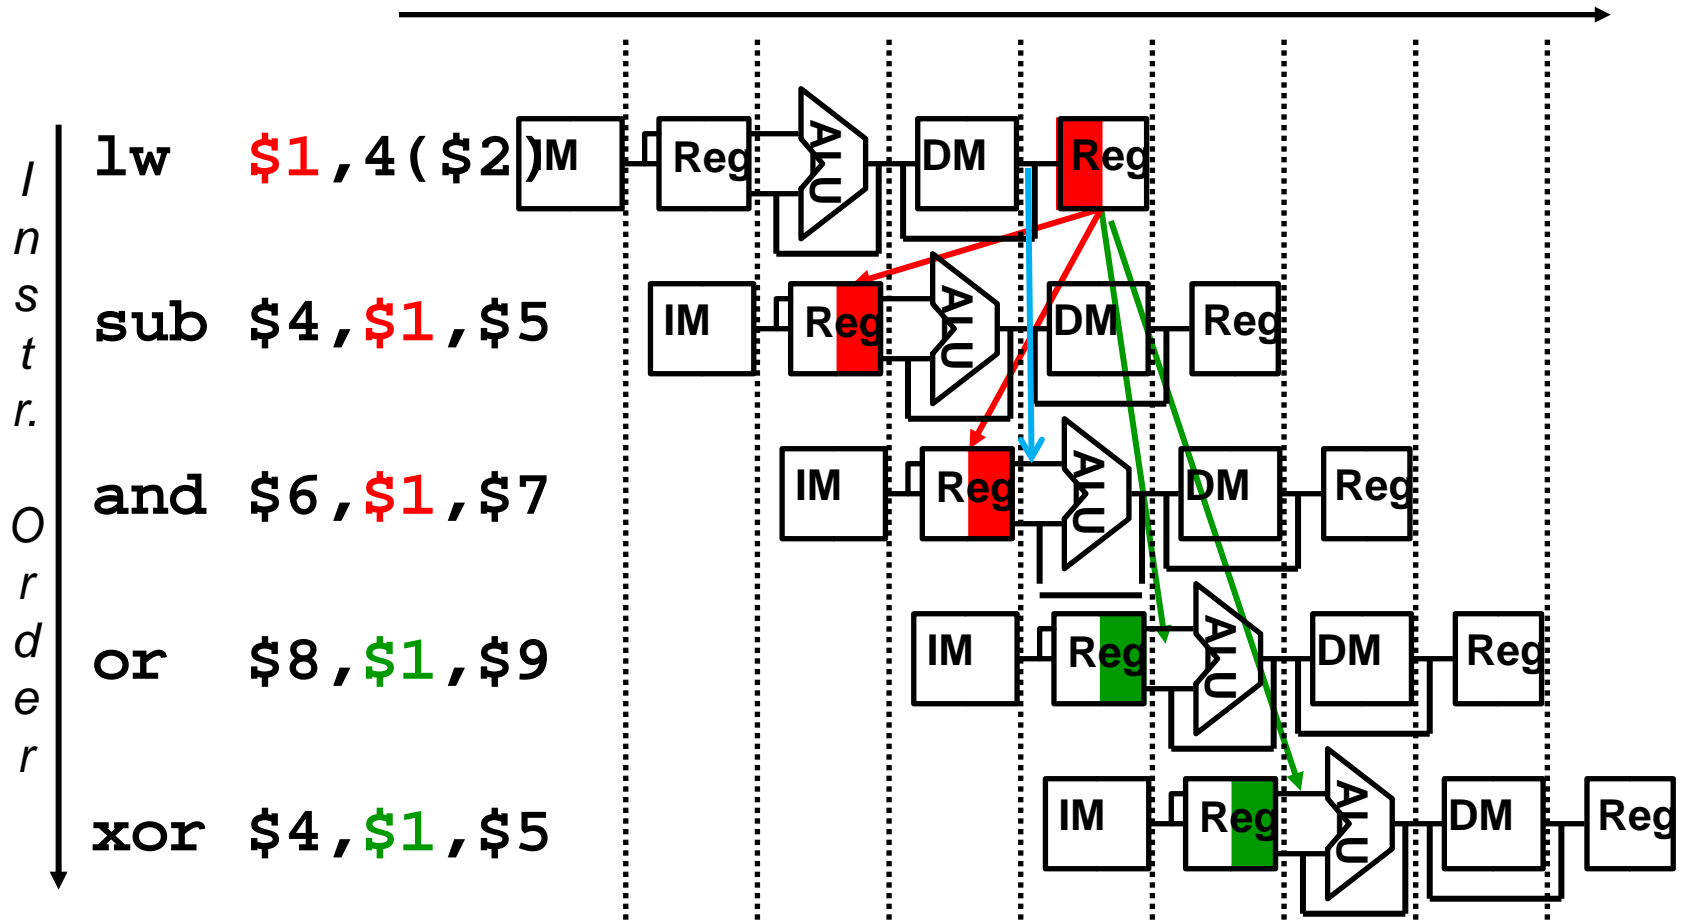 Instr. Order
lw $1,4($2) IM Reg ALU DM Reg
sub $4,$1,$5 IM Reg ALU DM Reg
and $6,$1,$7 IM Reg ALU DM Reg
or $8,$1,$9 IM Reg ALU DM Reg
xor $4,$1,$5 IM Reg ALU DM Reg